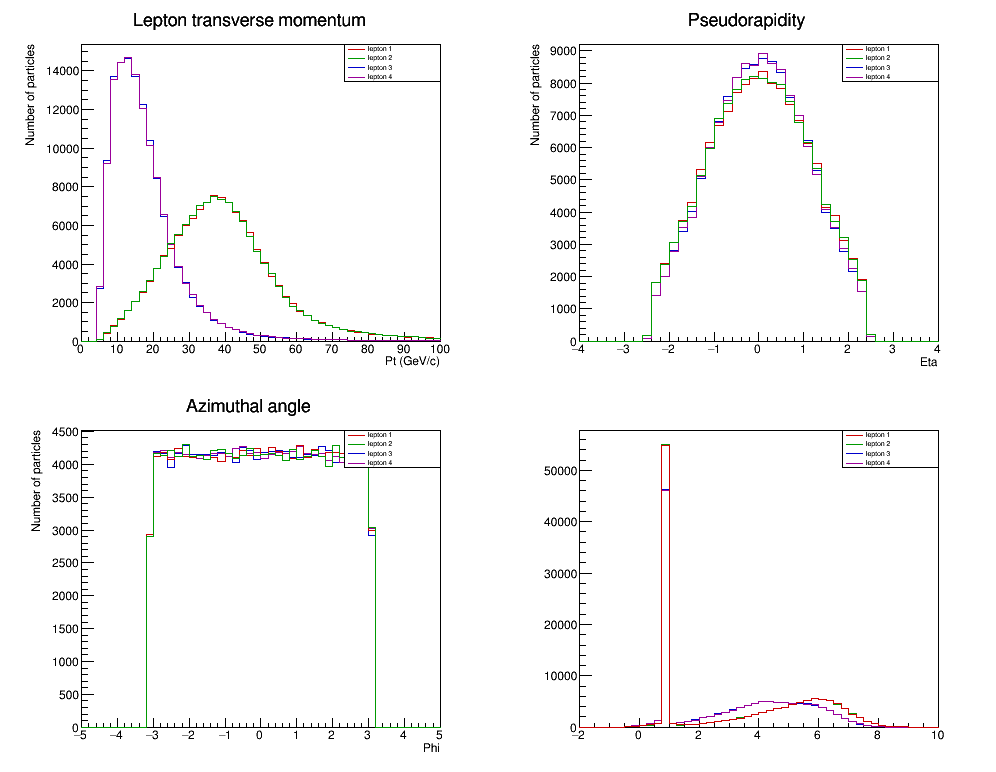 Lepton transverse momentum
Number of particles
lepton 1
lepton 2
lepton 3
lepton 4
14000
12000
10000
8000
6000
4000
2000
0
0 10 20 30 40 50 60 70 80 90 100
Pt (GeV/c)
Pseudorapidity
Number of particles
lepton 1
lepton 2
lepton 3
lepton 4
9000
8000
7000
6000
5000
4000
3000
2000
1000
0
−4 −3 −2 −1 0 1 2 3 4
Eta
Azimuthal angle
Number of particles
lepton 1
lepton 2
lepton 3
lepton 4
4500
4000
3500
3000
2500
2000
1500
1000
500
0
−5 −4 −3 −2 −1 0 1 2 3 4 5
Phi
lepton 1
lepton 2
lepton 3
lepton 4
50000
40000
30000
20000
10000
0
−2 0 2 4 6 8 10